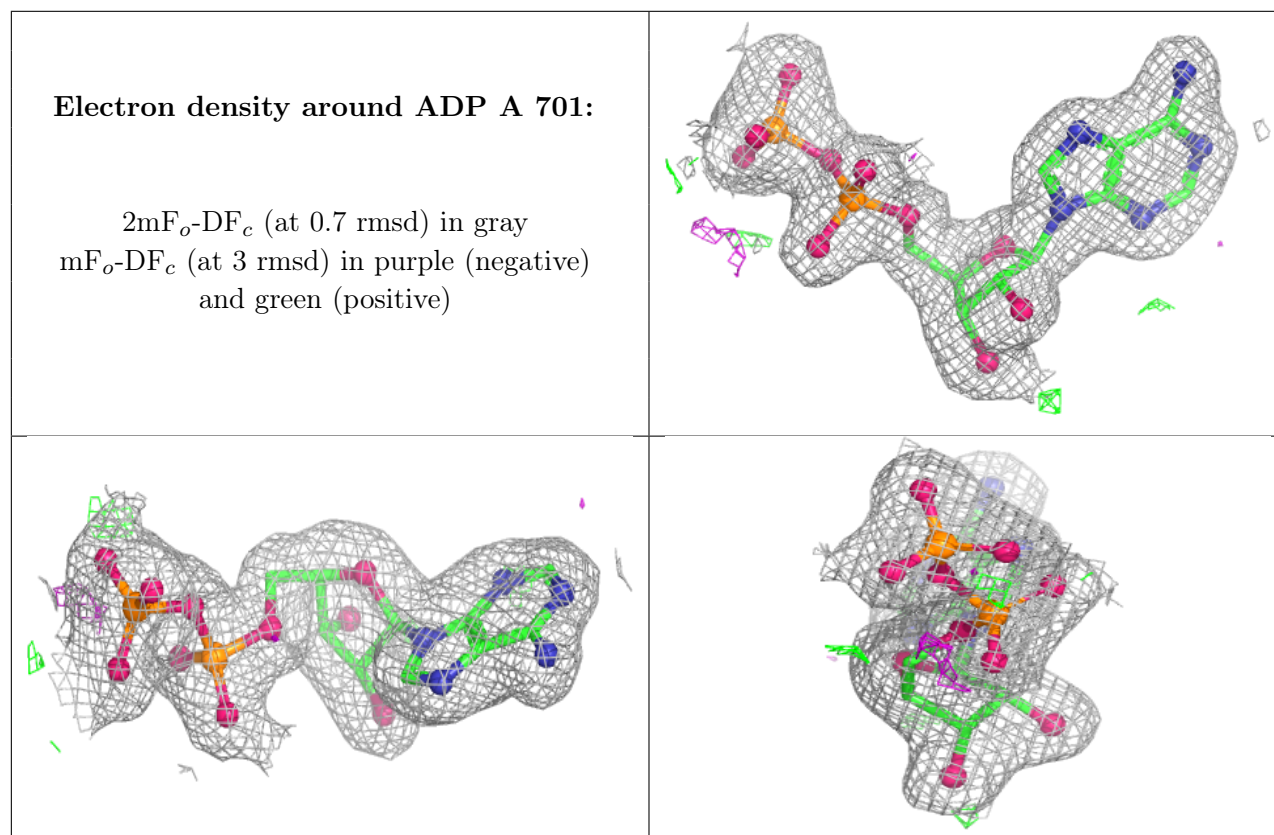 Electron density around ADP A 701:
2mFo-DFc (at 0.7 rmsd) in gray
mFo-DFc (at 3 rmsd) in purple (negative)
and green (positive)